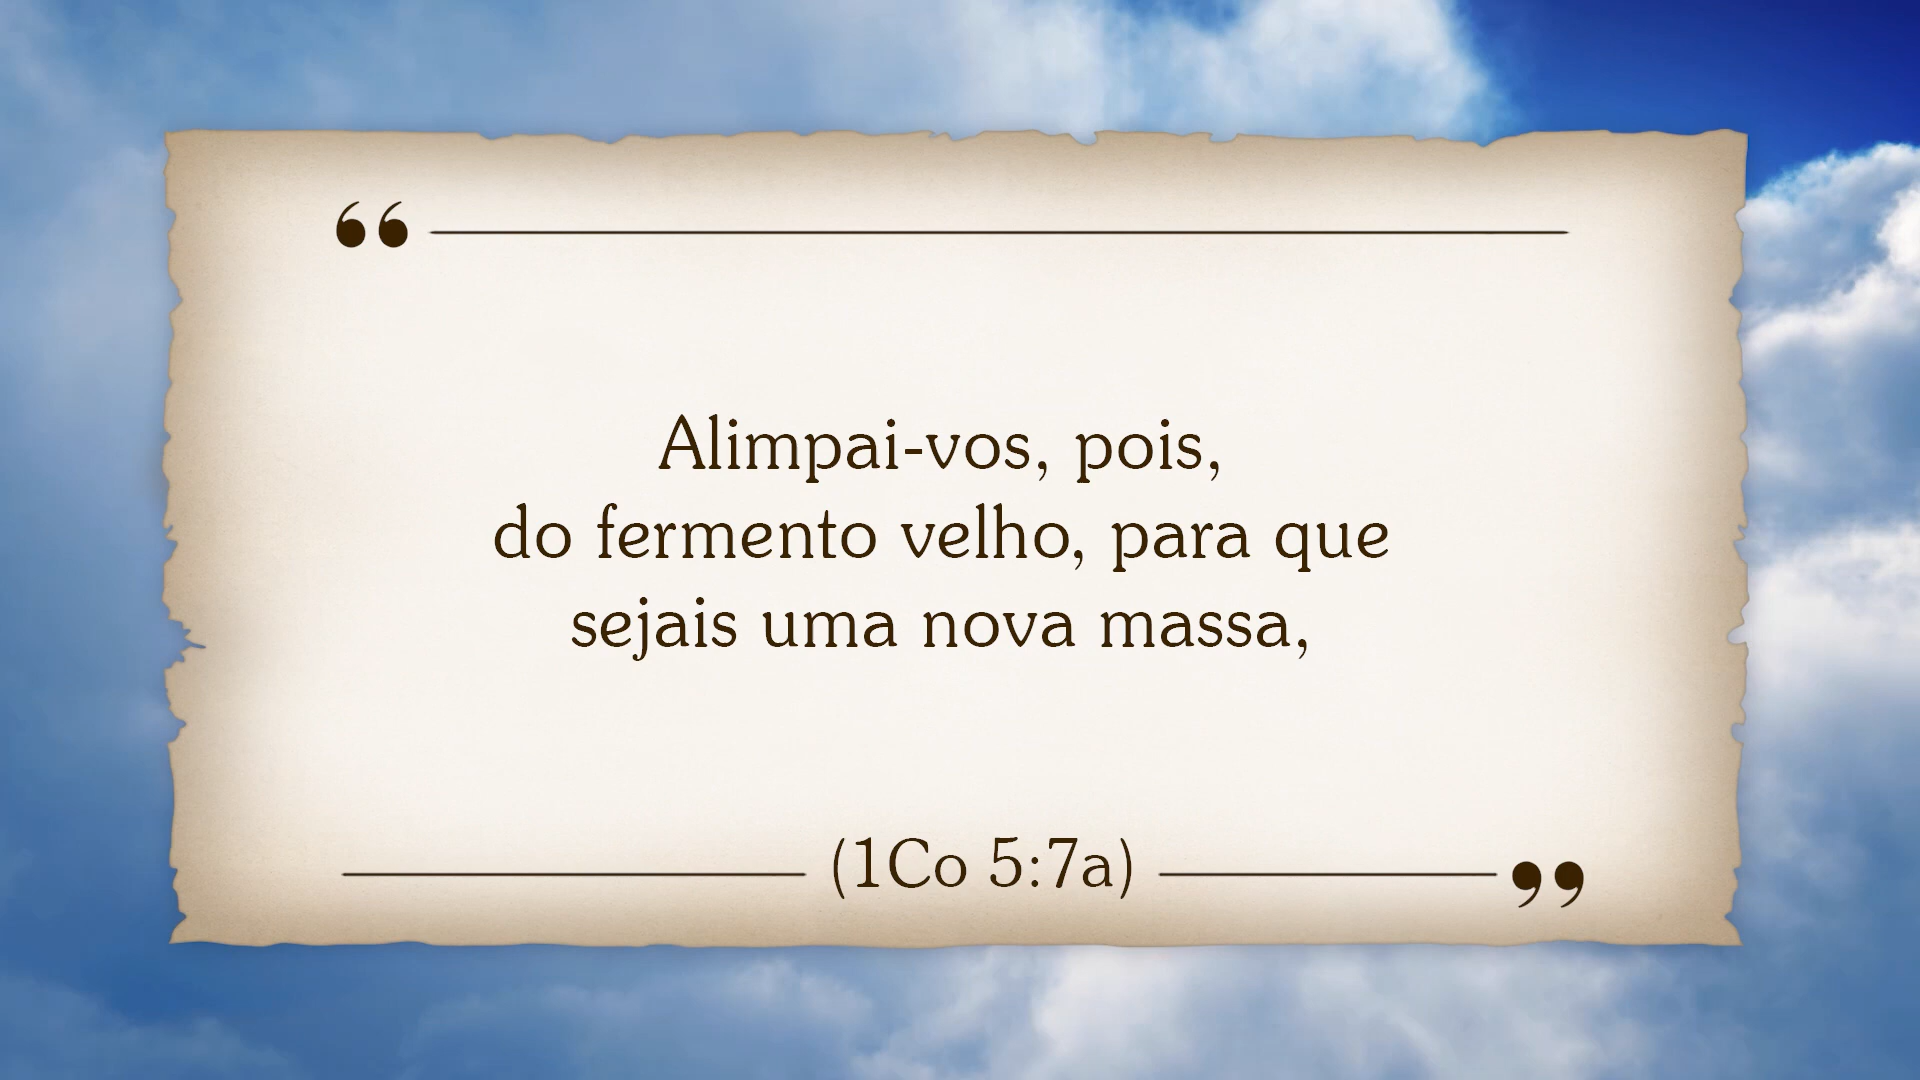 “
Alimpai-vos, pois,
do fermento velho, para que
sejais uma nova massa,
(1Co 5:7a) ”